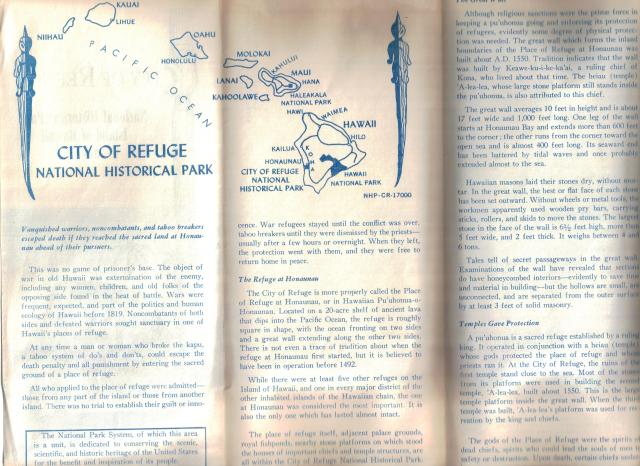 KAUAI
LIHUE
NIIHAU
OAHU
HONOLULU
PACIFIC OCEAN
CITY OF REFUGE
NATIONAL HISTORICAL PARK
MOLOKAI
KAHULUI
LANAI
MAUI
HANA
KAHOOLAWE
HALEAKALA
NATIONAL PARK
HAWI
WAIMEA
HAWAII
HILO
KAILUA
KONA
HONAUNAU
CITY OF REFUGE
NATIONAL
HISTORICAL PARK
HAWAII
NATIONAL PARK
NHP-CR-17000
Vanquished warriors, noncombatants, and taboo breakers
escaped death if they reached the sacred land at Honau-
nau ahead of their pursuers.
This was no game of prisoner's base. The object of
war in old Hawaii was extermination of the enemy,
including any women, children, and old folks of the
opposing side found in the heat of battle. Wars were
frequent, expected, and part of the politics and human
ecology of Hawaii before 1819. Noncombatants of both
sides and defeated warriors sought sanctuary in one of
Hawaii's places of refuge.
At any time a man or woman who broke the kapu,
a taboo system of do's and don'ts, could escape the
death penalty and all punishment by entering the sacred
ground of a place of refuge.
All who applied to the place of refuge were admitted—
those from any part of the island or those from another
island. There was no trial to establish their guilt or inno-
The National Park System, of which this area
is a unit, is dedicated to conserving the scenic,
scientific, and historic heritage of the United States
for the benefit and inspiration of its people.
cence. War refugees stayed until the conflict was over,
taboo breakers until they were dismissed by the priests—
usually after a few hours or overnight. When they left,
the protection went with them, and they were free to
return home in peace.
The Refuge at Honaunau
The City of Refuge is more properly called the Place
of Refuge at Honaunau, or in Hawaiian Pu'uhonua-o-
Honaunau. Located on a 20-acre shelf of ancient lava
that dips into the Pacific Ocean, the refuge is roughly
square in shape, with the ocean fronting on two sides
and a great wall extending along the other two sides.
There is not even a trace of tradition about when the
refuge at Honaunau first started, but it is believed to
have been in operation before 1492.
While there were at least five other refuges on the
Island of Hawaii, and one in every major district of the
other inhabited islands of the Hawaiian chain, the one
at Honaunau was considered the most important. It is
also the only one which has lasted almost intact.
The place of refuge itself, adjacent palace grounds,
royal fishponds, nearby stone platforms on which stood
the houses of important chiefs and temple structures, are
all within the City of Refuge National Historical Park.
The Great Wall
Although religious sanctions were the prime force in
keeping a pu'uhonua going and enforcing its protection
of refugees, evidently some degree of physical protec-
tion was needed. The great wall which forms the inland
boundaries of the Place of Refuge at Honaunau was
built about A.D. 1550. Tradition indicates that the wall
was built by Keawe-ku-i-ke-ka'ai, a ruling chief of
Kona, who lived about that time. The heiau (temple)
'A-lea-lea, whose large stone platform still stands inside
the pu'uhonua, is also attributed to this chief.
The great wall averages 10 feet in height and is about
17 feet wide and 1,000 feet long. One leg of the wall
starts at Honaunau Bay and extends more than 600 feet
to the corner; the other runs from the corner toward the
open sea and is almost 400 feet long. Its seaward end
has been battered by tidal waves and once probably
extended almost to the sea.
Hawaiian masons laid their stones dry, without mor-
tar. In the great wall, the best or flat face of each stone
has been set outward. Without wheels or metal tools, the
workmen apparently used wooden pry bars, carrying
sticks, rollers, and skids to move the stones. The largest
stone in the face of the wall is 6½ feet high, more than
5 feet wide, and 2 feet thick. It weighs between 4 and
6 tons.
Tales tell of secret passageways in the great wall.
Examinations of the wall have revealed that sections
do have honeycombed interiors—evidently to save time
and material in building—but the hollows are small, are
unconnected, and are separated from the outer surface
by at least 3 feet of solid masonry.
Temples Gave Protection
A pu'uhonua is a sacred refuge established by a ruling
king. It operated in conjunction with a heiau (temple)
whose gods protected the place of refuge and whose
priests ran it. At the City of Refuge, the ruins of the
first temple stand close to the sea. Most of the stones
from its platform were used in building the second
temple, 'A-lea-lea, built about 1550. This is the large
temple platform inside the great wall. When the third
temple was built, 'A-lea-lea's platform was used for rec-
reation by the king and chiefs.
The gods of the Place of Refuge were the spirits of
dead chiefs, spirits who could lead the souls of men to
safety or destruction. Upon death, certain chiefs under